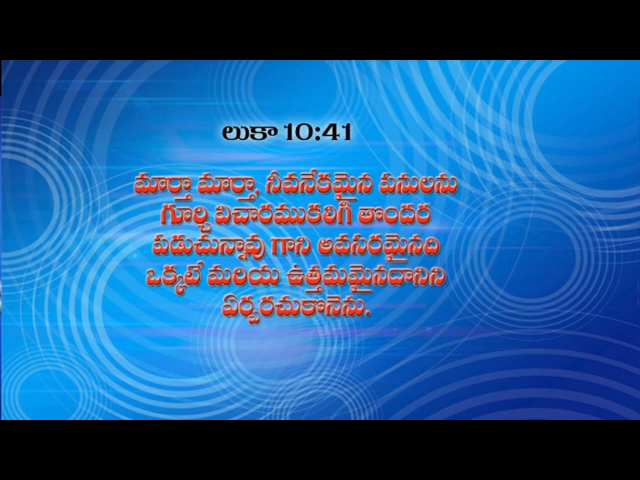 లుకా 10:41
మార్తా మార్తా, నీవనేకమైన పనులను
గూర్చి విచారముకలిగి తొందర
పడుచున్నావు గాని అవసరమైనది
ఒక్కటే మరియ ఉత్తమమైనదానిని
ఏర్పరచుకొనెను.